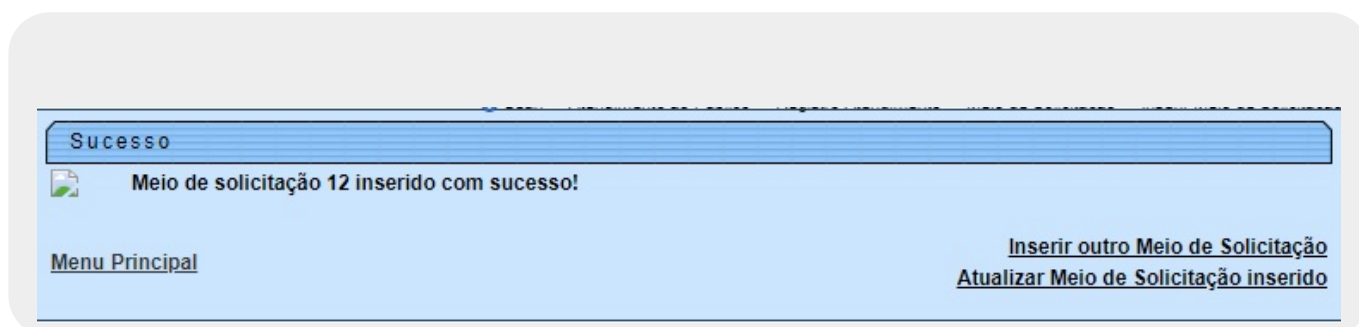 Sucesso
Meio de solicitação 12 inserido com sucesso!
Inserir outro Meio de Solicitação
Menu Principal
Atualizar Meio de Solicitação inserido